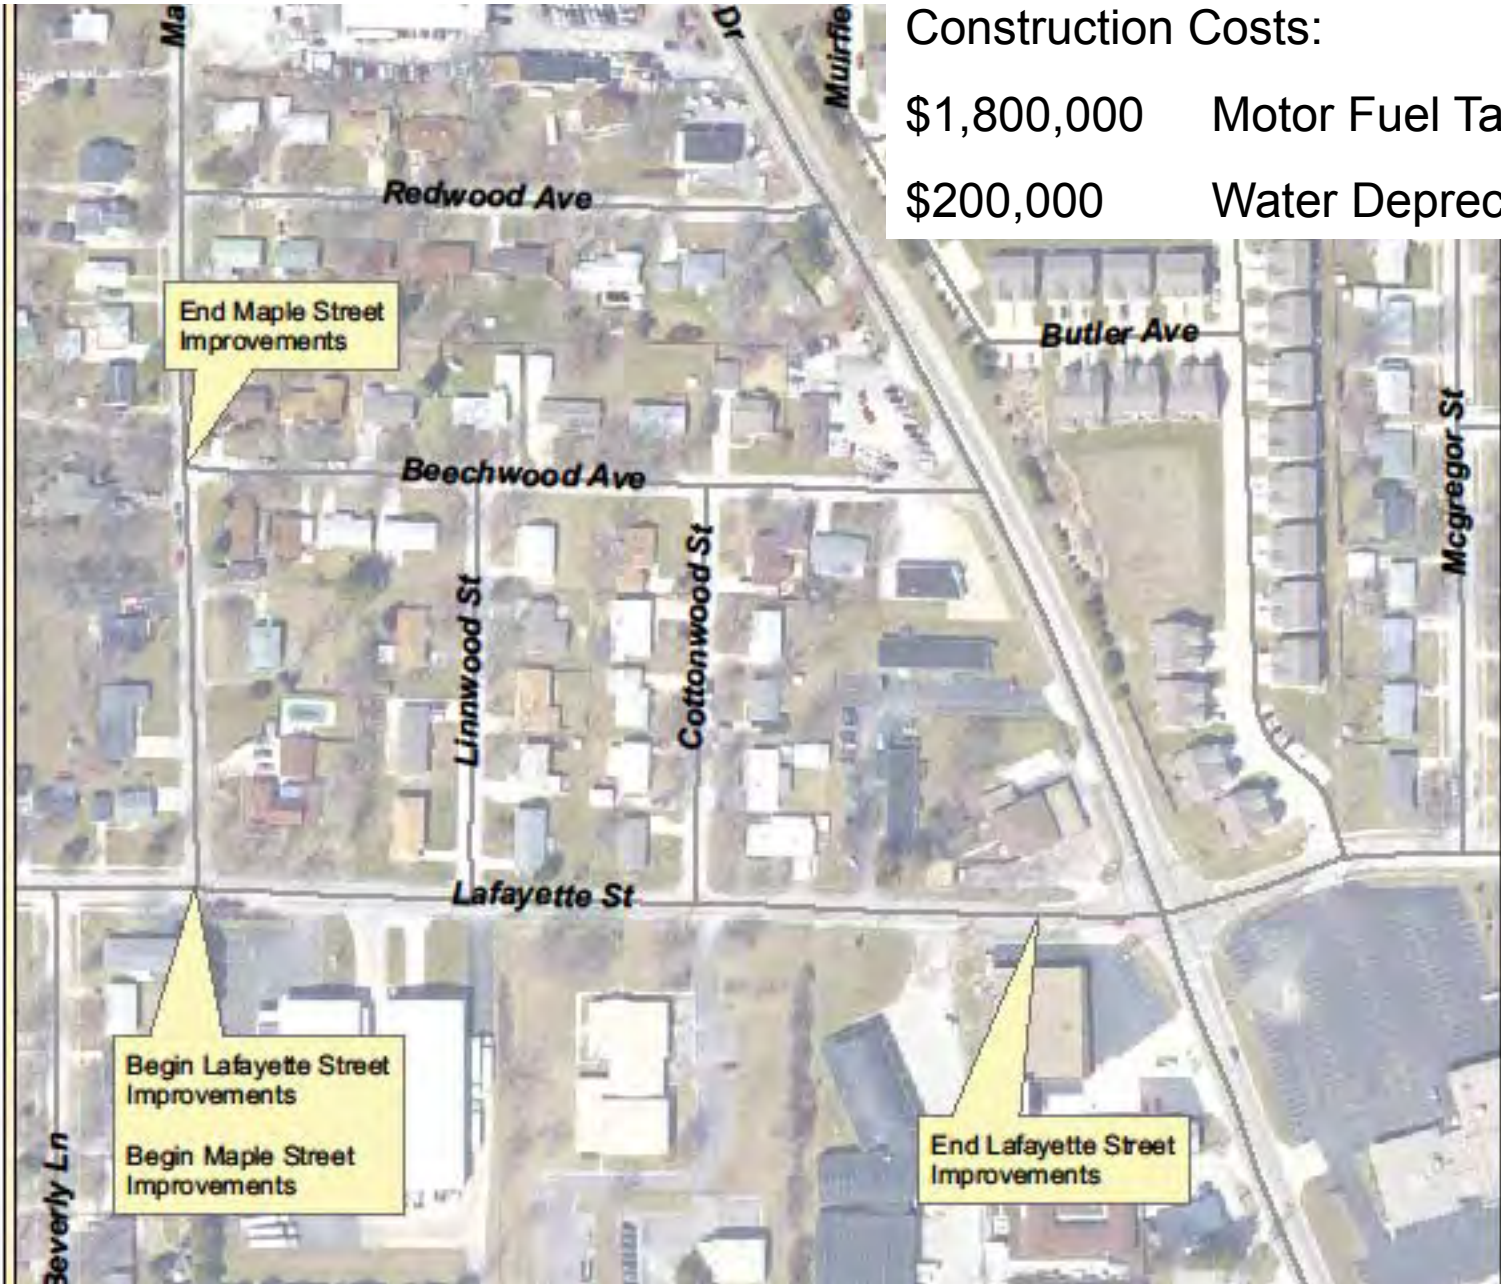 Construction Costs:
$1,800,000 Motor Fuel Ta
$200,000 Water Deprec
Ma
Dr
Muirfie
Redwood Ave
End Maple Street
Improvements
Butler Ave
Mcgregor St
Beechwood Ave
Linnwood St
Cottonwood St
Lafayette St
Begin Lafayette Street
Improvements
Begin Maple Street
Improvements
End Lafayette Street
Improvements
Beverly Ln